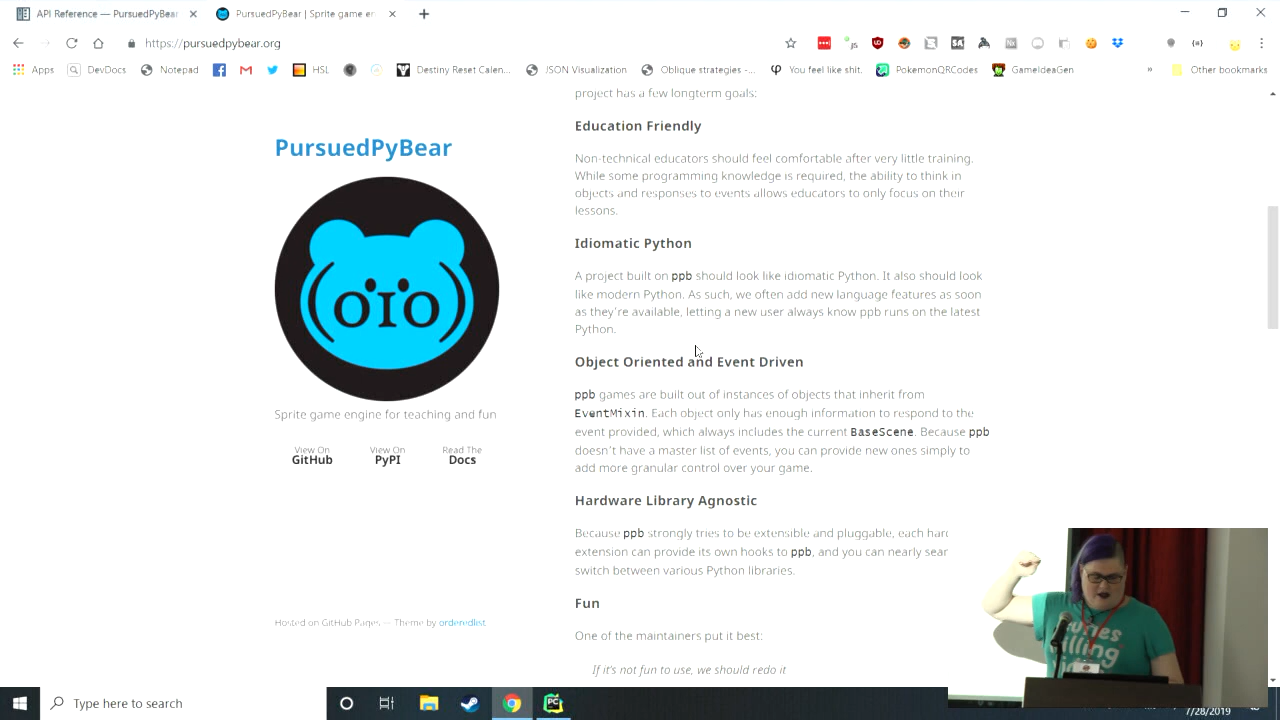 API Reference — PursuedPyBear
PursuedPyBear | Sprite game en
https://pursuedpybear.org
Apps
DevDocs
Notepad
HSL
Destiny Reset Calen...
JSON Visualization
Oblique strategies -...
You feel like shit.
PokemonQRCodes
GameIdeaGen
»
Other bookmarks
project has a few longterm goals:
PursuedPyBear
Sprite game engine for teaching and fun
View On
GitHub
View On
PyPI
Read The
Docs
Hosted on GitHub Pages — Theme by orderedlist
Education Friendly
Non-technical educators should feel comfortable after very little training.
While some programming knowledge is required, the ability to think in
objects and responses to events allows educators to only focus on their
lessons.
Idiomatic Python
A project built on ppb should look like idiomatic Python. It also should look
like modern Python. As such, we often add new language features as soon
as they're available, letting a new user always know ppb runs on the latest
Python.
Object Oriented and Event Driven
ppb games are built out of instances of objects that inherit from
EventMixin. Each object only has enough information to respond to the
event provided, which always includes the current BaseScene. Because ppb
doesn't have a master list of events, you can provide new ones simply to
add more granular control over your game.
Hardware Library Agnostic
Because ppb strongly tries to be extensible and pluggable, each hard
extension can provide its own hooks to ppb, and you can nearly sear
switch between various Python libraries.
Fun
One of the maintainers put it best:
If it's not fun to use, we should redo it
Type here to search
7/28/2019